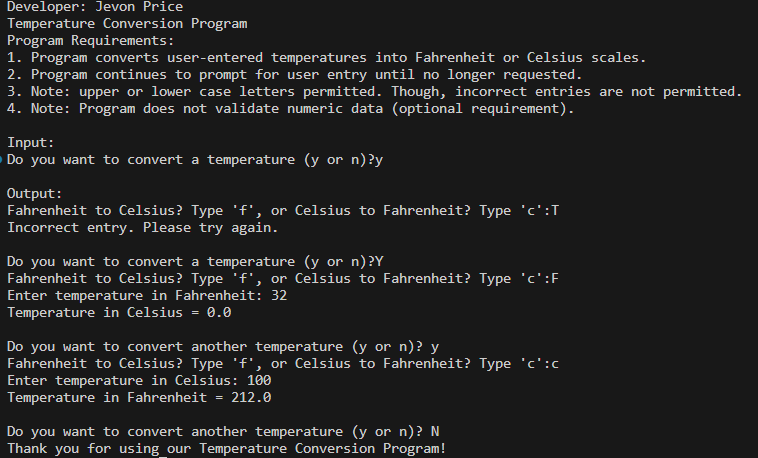 Developer: Jevon Price
Temperature Conversion Program
Program Requirements:
1. Program converts user-entered temperatures into Fahrenheit or Celsius scales.
2. Program continues to prompt for user entry until no longer requested.
3. Note: upper or lower case letters permitted. Though, incorrect entries are not permitted.
4. Note: Program does not validate numeric data (optional requirement).
Input:
Do you want to convert a temperature (y or n)?y
Output:
Fahrenheit to Celsius? Type 'f', or Celsius to Fahrenheit? Type 'c':T
Incorrect entry. Please try again.
Do you want to convert a temperature (y or n)?Y
Fahrenheit to Celsius? Type 'f', or Celsius to Fahrenheit? Type 'c':F
Enter temperature in Fahrenheit: 32
Temperature in Celsius = 0.0
Do you want to convert another temperature (y or n)? y
Fahrenheit to Celsius? Type 'f', or Celsius to Fahrenheit? Type 'c':c
Enter temperature in Celsius: 100
Temperature in Fahrenheit = 212.0
Do you want to convert another temperature (y or n)? N
Thank you for using our Temperature Conversion Program!